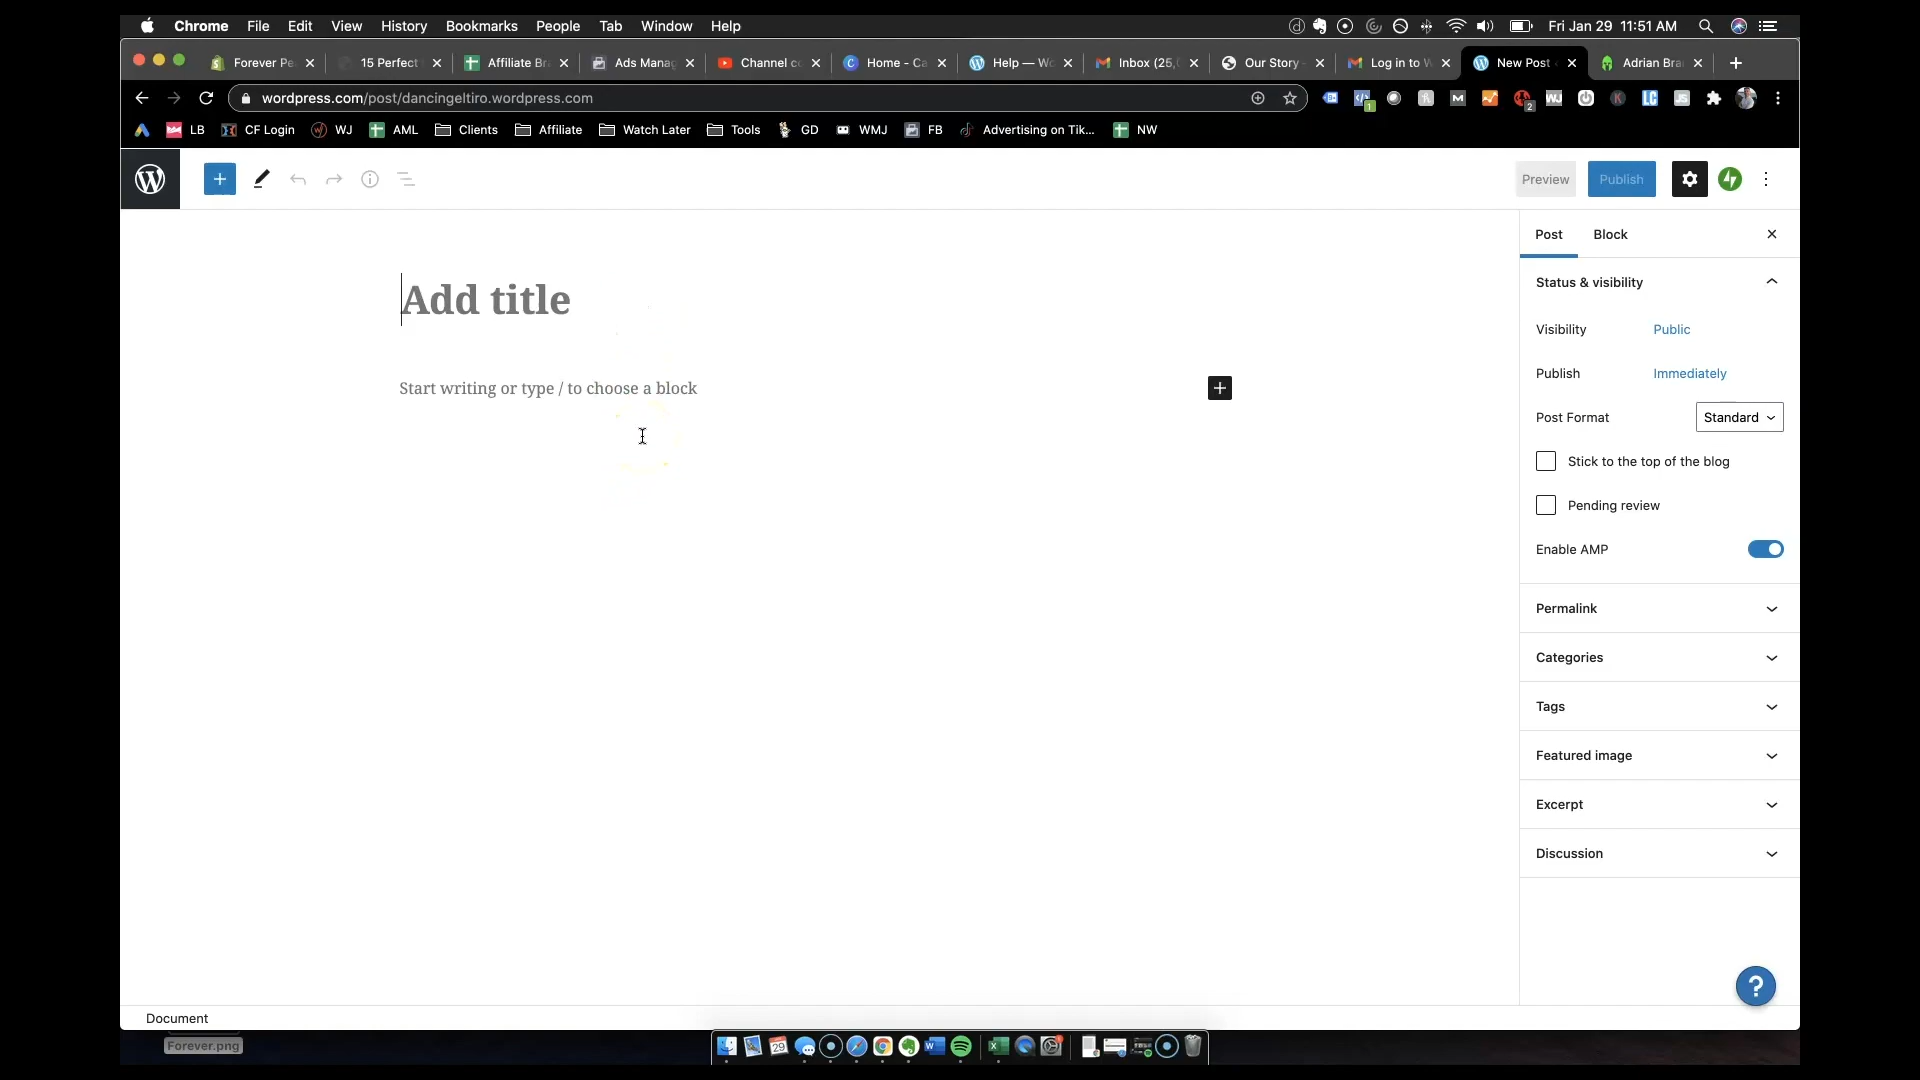 Chrome File Edit View History Bookmarks People Tab Window Help Fri Jan 29 11:51 AM
Forever Pe 15 Perfect Affiliate Br Ads Manag Channel co Home - Ca Help — Wo Inbox (25, Our Story - Log in to W New Post Adrian Bra
wordpress.com/post/dancingeltiro.wordpress.com 1 2
LB CF Login WJ AML Clients Affiliate Watch Later Tools GD WMJ FB Advertising on Tik... NW
Preview Publish
Post Block
Status & visibility
Add title
Visibility Public
Publish Immediately
Start writing or type / to choose a block
Post Format Standard
Stick to the top of the blog
Pending review
Enable AMP
Permalink
Categories
Tags
Featured image
Excerpt
Discussion
?
Document
Forever.png